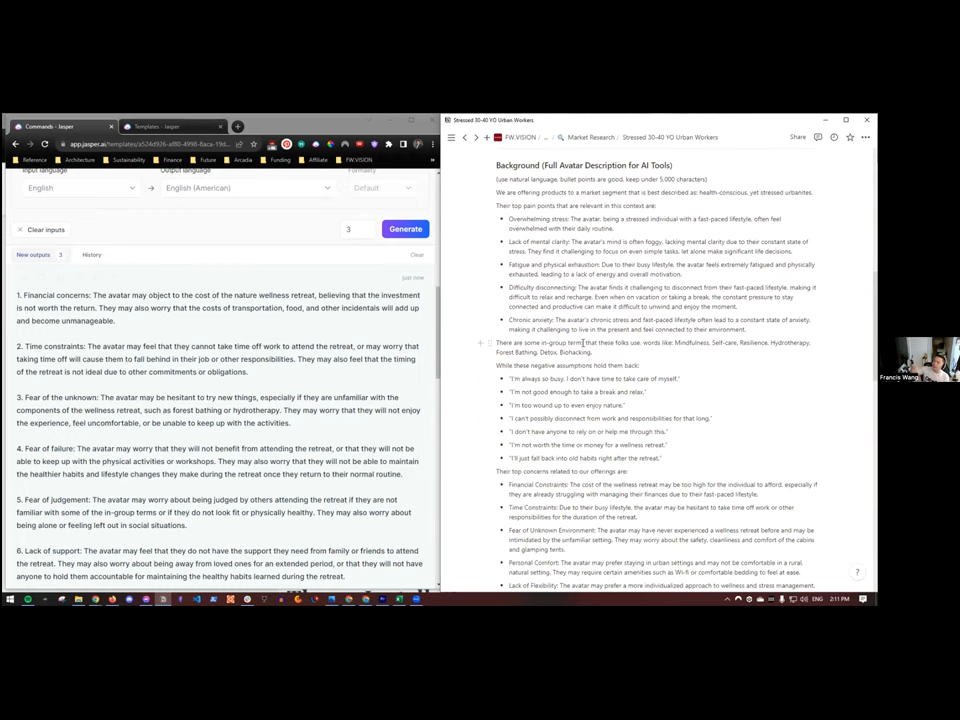 Commands - Jasper
Templates - Jasper
app.jasper.ai/templates/a524d926-af80-4998-8aca-19d...
Reference
Architecture
Sustainability
Finance
Future
Arcadia
Funding
Affiliate
FW.VISION
Input language
Output language
Formality
English
English (American)
Default
Clear inputs
3
Generate
New outputs 3
History
Clear
just now
1. Financial concerns: The avatar may object to the cost of the nature wellness retreat, believing that the investment
is not worth the return. They may also worry that the costs of transportation, food, and other incidentals will add up
and become unmanageable.
2. Time constraints: The avatar may feel that they cannot take time off work to attend the retreat, or may worry that
taking time off will cause them to fall behind in their job or other responsibilities. They may also feel that the timing
of the retreat is not ideal due to other commitments or obligations.
3. Fear of the unknown: The avatar may be hesitant to try new things, especially if they are unfamiliar with the
components of the wellness retreat, such as forest bathing or hydrotherapy. They may worry that they will not enjoy
the experience, feel uncomfortable, or be unable to keep up with the activities.
4. Fear of failure: The avatar may worry that they will not benefit from attending the retreat, or that they will not be
able to keep up with the physical activities or workshops. They may also worry that they will not be able to maintain
the healthier habits and lifestyle changes they make during the retreat once they return to their normal routine.
5. Fear of judgement: The avatar may worry about being judged by others attending the retreat if they are not
familiar with some of the in-group terms or if they do not look fit or physically healthy. They may also worry about
being alone or feeling left out in social situations.
6. Lack of support: The avatar may feel that they do not have the support they need from family or friends to attend
the retreat. They may also worry about being away from loved ones for an extended period, or that they will not have
anyone to hold them accountable for maintaining the healthy habits learned during the retreat.
Stressed 30-40 YO Urban Workers
FW.VISION / ... / Market Research / Stressed 30-40 YO Urban Workers
Share
Background (Full Avatar Description for AI Tools)
(use natural language, bullet points are good, keep under 5,000 characters)
We are offering products to a market segment that is best described as: health-conscious, yet stressed urbanites.
Their top pain points that are relevant in this context are:
• Overwhelming stress: The avatar, being a stressed individual with a fast-paced lifestyle, often feel
overwhelmed with their daily routine.
• Lack of mental clarity: The avatar's mind is often foggy, lacking mental clarity due to their constant state of
stress. They find it challenging to focus on even simple tasks, let alone make significant life decisions.
• Fatigue and physical exhaustion: Due to their busy lifestyle, the avatar feels extremely fatigued and physically
exhausted, leading to a lack of energy and overall motivation.
• Difficulty disconnecting: The avatar finds it challenging to disconnect from their fast-paced lifestyle, making it
difficult to relax and recharge. Even when on vacation or taking a break, the constant pressure to stay
connected and productive can make it difficult to unwind and enjoy the moment.
• Chronic anxiety: The avatar's chronic stress and fast-paced lifestyle often lead to a constant state of anxiety,
making it challenging to live in the present and feel connected to their environment.
There are some in-group terms that these folks use, words like: Mindfulness, Self-care, Resilience, Hydrotherapy,
Forest Bathing, Detox, Biohacking.
While these negative assumptions hold them back:
• "I'm always so busy, I don't have time to take care of myself."
• "I'm not good enough to take a break and relax,"
• "I'm too wound up to even enjoy nature."
• "I can't possibly disconnect from work and responsibilities for that long."
• "I don't have anyone to rely on or help me through this."
• "I'm not worth the time or money for a wellness retreat."
• "I'll just fall back into old habits right after the retreat."
Their top concerns related to our offerings are:
• Financial Constraints: The cost of the wellness retreat may be too high for the individual to afford, especially if
they are already struggling with managing their finances due to their fast-paced lifestyle.
• Time Constraints: Due to their busy lifestyle, the avatar may be hesitant to take time off work or other
responsibilities for the duration of the retreat.
• Fear of Unknown Environment: The avatar may have never experienced a wellness retreat before and may be
intimidated by the unfamiliar setting. They may worry about the safety, cleanliness and comfort of the cabins
and glamping tents.
• Personal Comfort: The avatar may prefer staying in urban settings and may not be comfortable in a rural,
natural setting. They may require certain amenities such as Wi-fi or comfortable bedding to feel at ease.
• Lack of Flexibility: The avatar may prefer a more individualized approach to wellness and stress management,
?
ENG
2:11 PM
Francis Wang